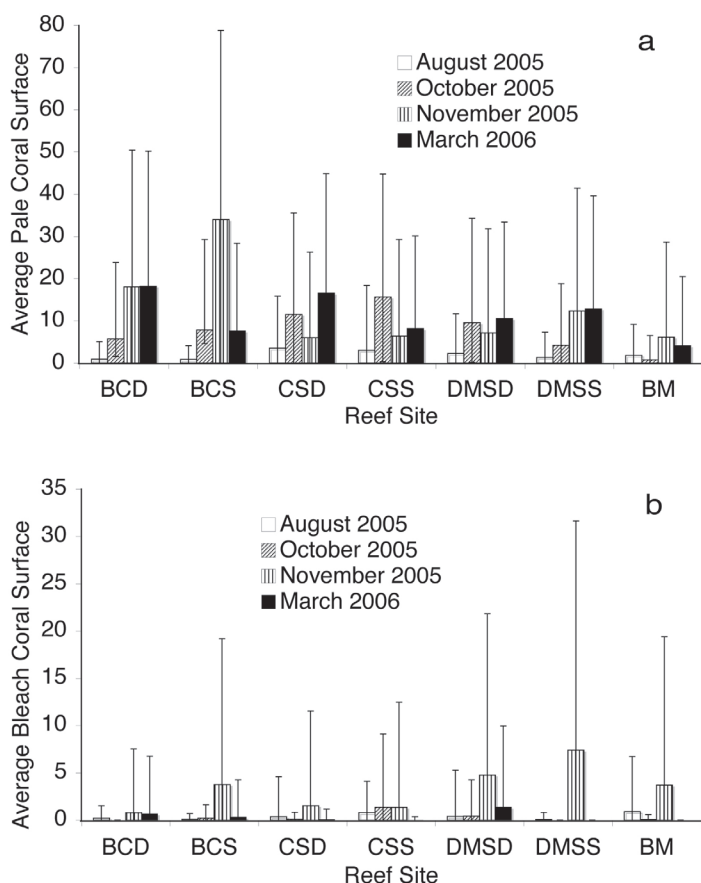 a
Average Pale Coral Surface
80
70
60
50
40
30
20
10
0
August 2005
October 2005
November 2005
March 2006
BCD BCS CSD CSS DMSD DMSS BM
Reef Site
b
Average Bleach Coral Surface
35
30
25
20
15
10
5
0
August 2005
October 2005
November 2005
March 2006
BCD BCS CSD CSS DMSD DMSS BM
Reef Site